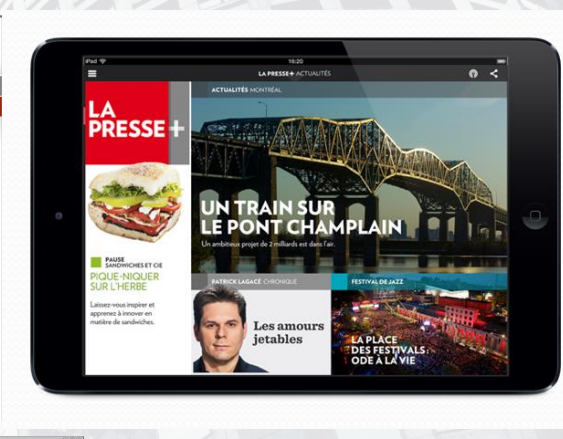 iPad
16:20
LA PRESSE+ ACTUALITÉS
LA
PRESSE+
PAUSE
SANDWICHES ET CIE
PIQUE-NIQUER
SUR L'HERBE
Laissez-vous inspirer et
apprenez à innover en
matière de sandwiches.
ACTUALITÉS MONTRÉAL
UN TRAIN SUR
LE PONT CHAMPLAIN
Un ambitieux projet de 2 milliards est dans l'air.
PATRICK LAGACÉ CHRONIQUE
Les amours
jetables
FESTIVAL DE JAZZ
LA PLACE
DES FESTIVALS :
ODE À LA VIE